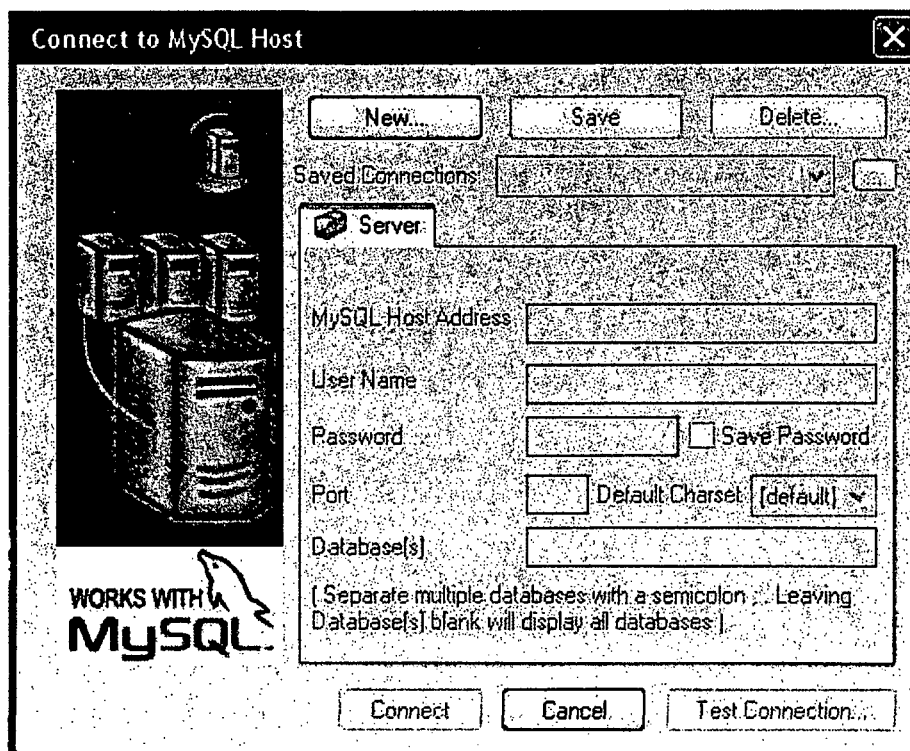 Connect to MySQL Host
New... Save Delete...
Saved Connections ...
Server
MySQL Host Address
User Name
Password Save Password
Port Default Charset [default]
Database(s)
( Separate multiple databases with a semicolon ; . Leaving
Database(s) blank will display all databases )
WORKS WITH
MySQL
Connect Cancel Test Connection...